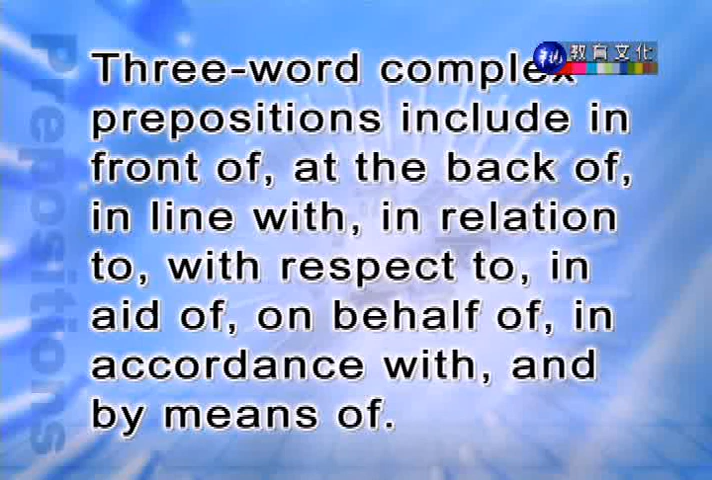 Three-word complex
prepositions include in
front of, at the back of,
in line with, in relation
to, with respect to, in
aid of, on behalf of, in
accordance with, and
by means of.
教育文化
Prepositions